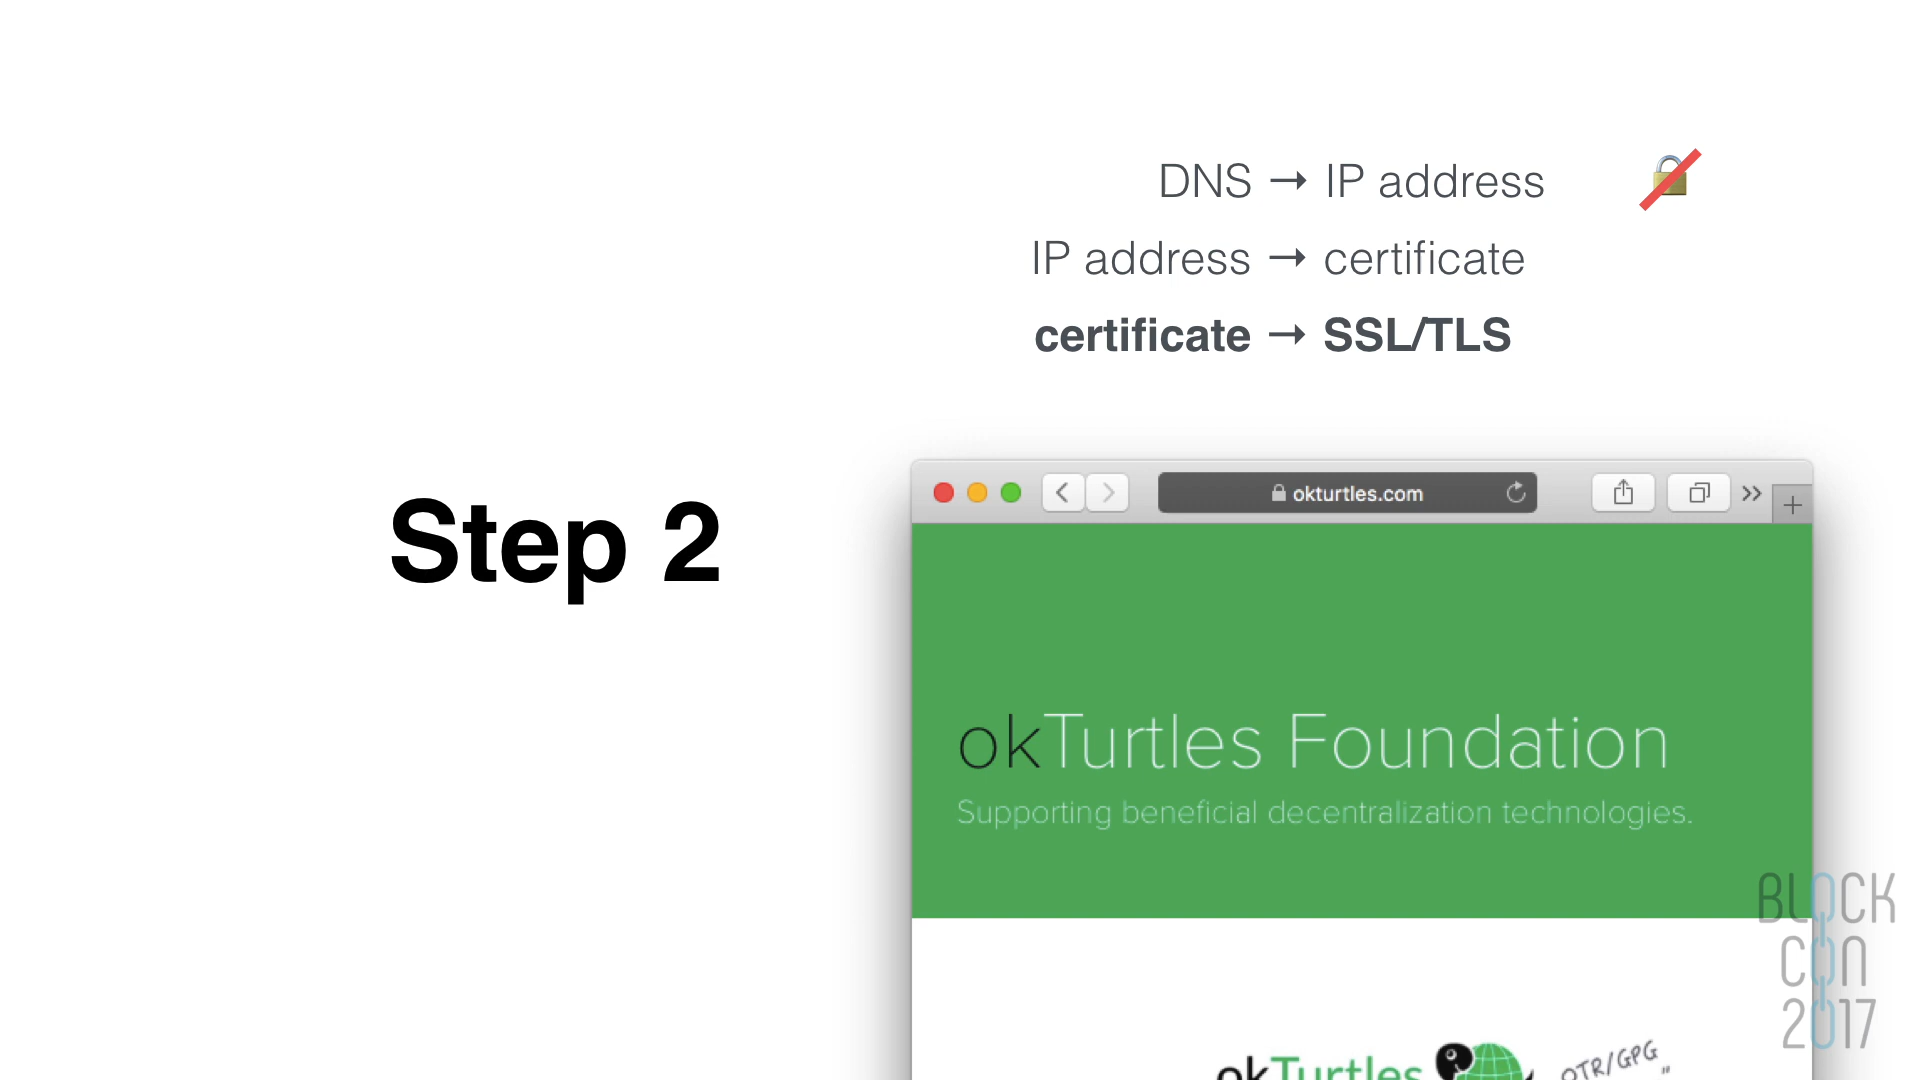 DNS → IP address
IP address → certificate
certificate → SSL/TLS
Step 2
okturtles.com
okTurtles Foundation
Supporting beneficial decentralization technologies.
BLOCK
CON
2017
okTurtles
OTR/GPG